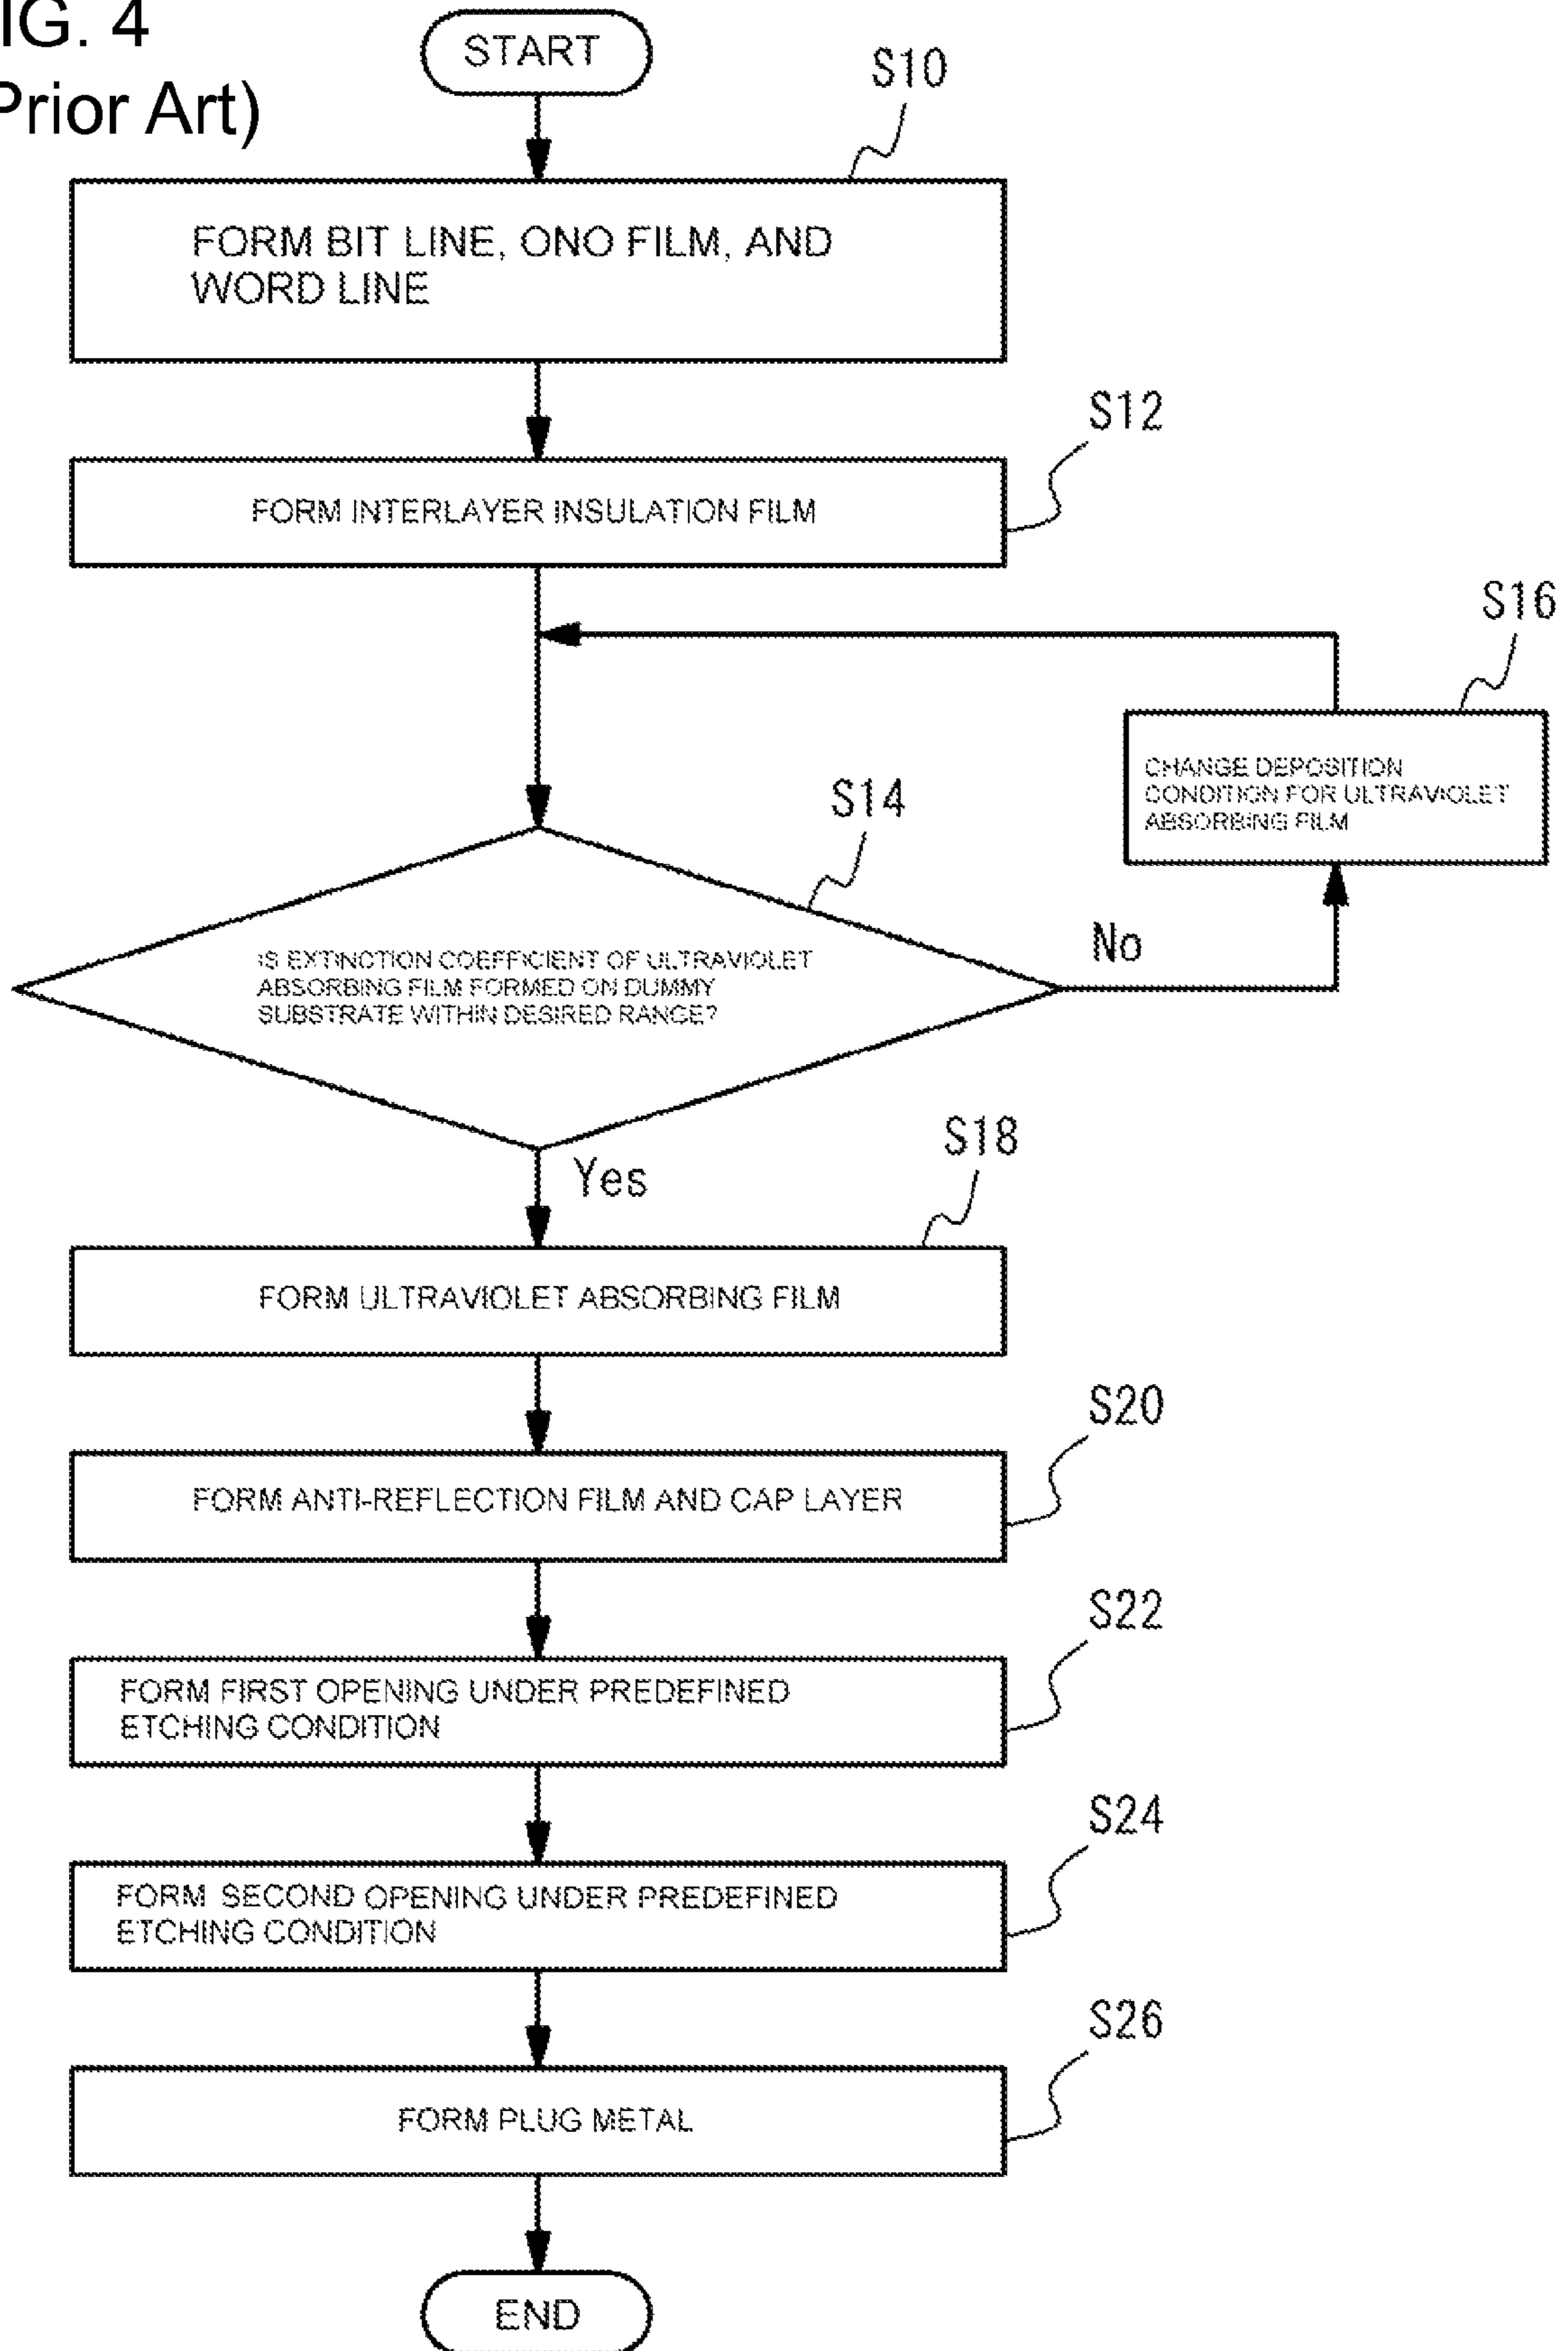 IG. 4
Prior Art)
START
S10
FORM BIT LINE, ONO FILM, AND
WORD LINE
S12
FORM INTERLAYER INSULATION FILM
S16
CHANGE DEPOSITION
CONDITION FOR ULTRAVIOLET
ABSORBING FILM
S14
IS EXTINCTION COEFFICIENT OF ULTRAVIOLET
ABSORBING FILM FORMED ON DUMMY
SUBSTRATE WITHIN DESIRED RANGE?
No
Yes
S18
FORM ULTRAVIOLET ABSORBING FILM
S20
FORM ANTI-REFLECTION FILM AND CAP LAYER
S22
FORM FIRST OPENING UNDER PREDEFINED
ETCHING CONDITION
S24
FORM SECOND OPENING UNDER PREDEFINED
ETCHING CONDITION
S26
FORM PLUG METAL
END